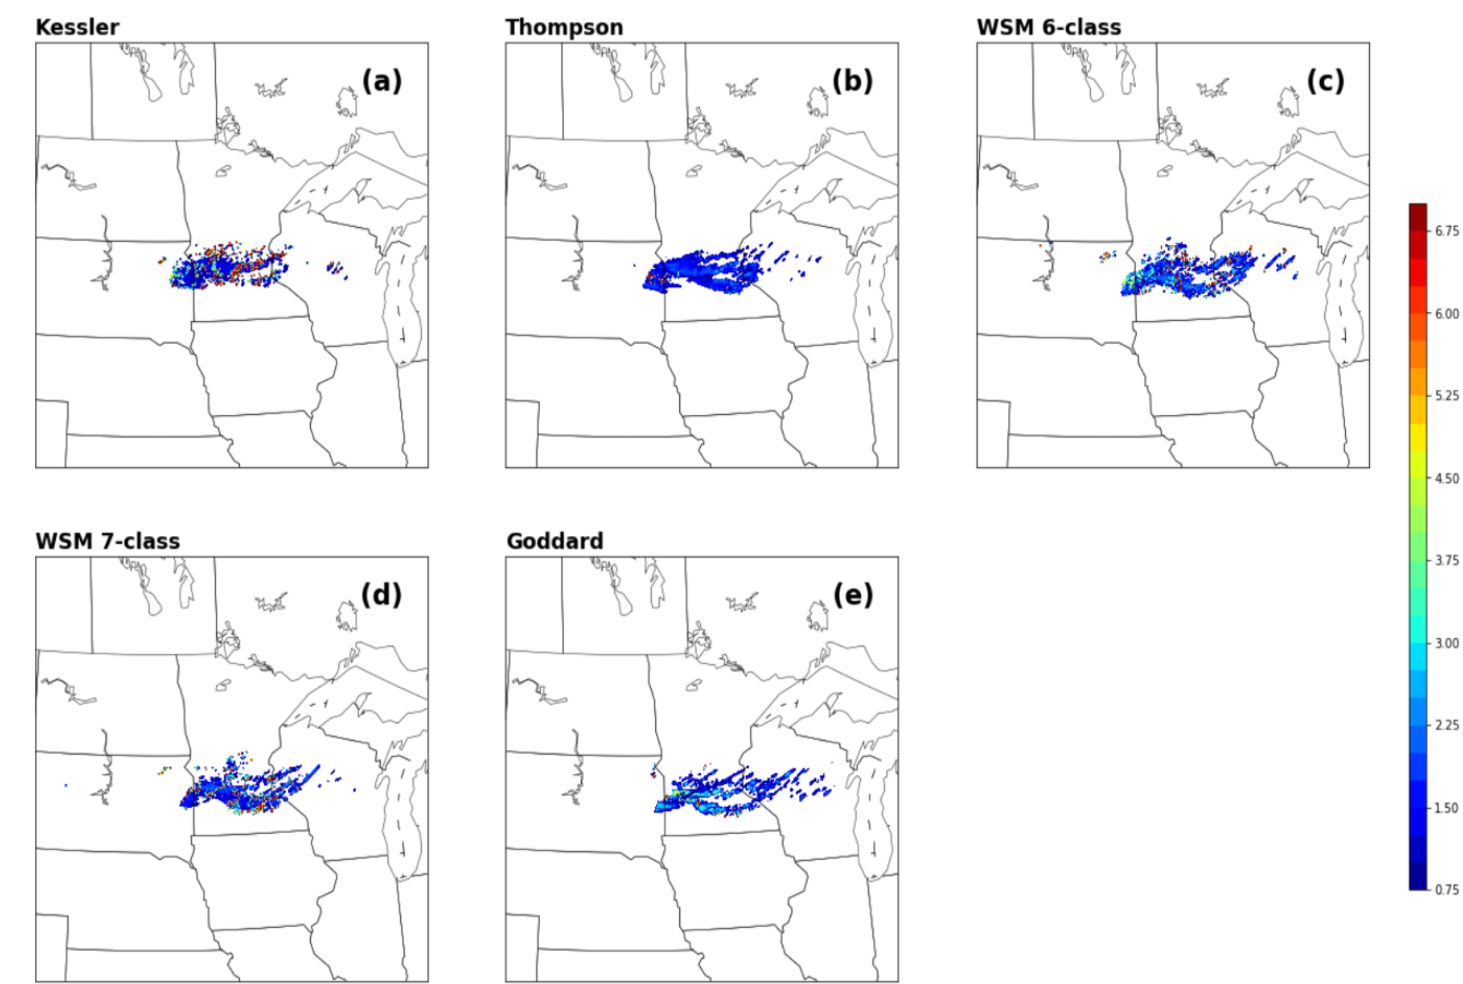 Kessler
(a)
Thompson
(b)
WSM 6-class
(c)
6.75
6.00
5.25
4.50
3.75
3.00
2.25
1.50
0.75
WSM 7-class
(d)
Goddard
(e)